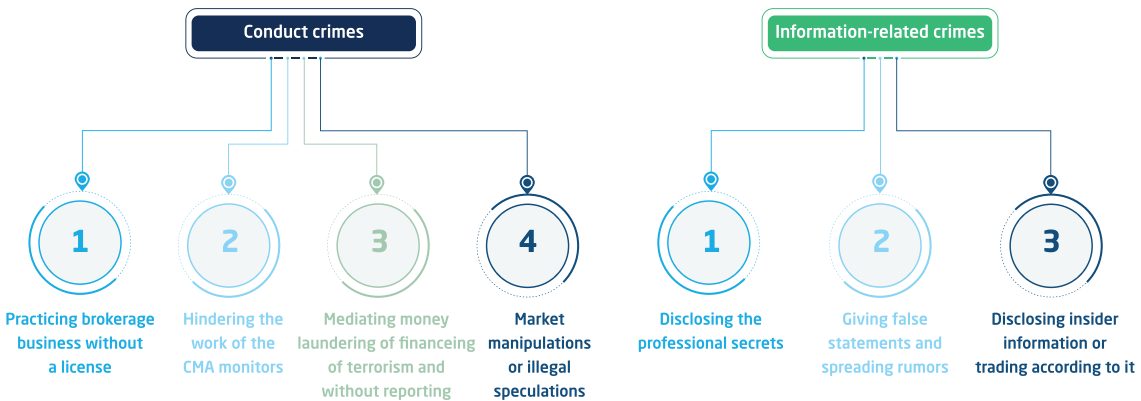 Conduct crimes
1
Practicing brokerage
business without
a license
2
Hindering the
work of the
CMA monitors
3
Mediating money
laundering of financeing
of terrorism and
without reporting
4
Market
manipulations
or illegal
speculations
Information-related crimes
1
Disclosing the
professional secrets
2
Giving false
statements and
spreading rumors
3
Disclosing insider
information or
trading according to it